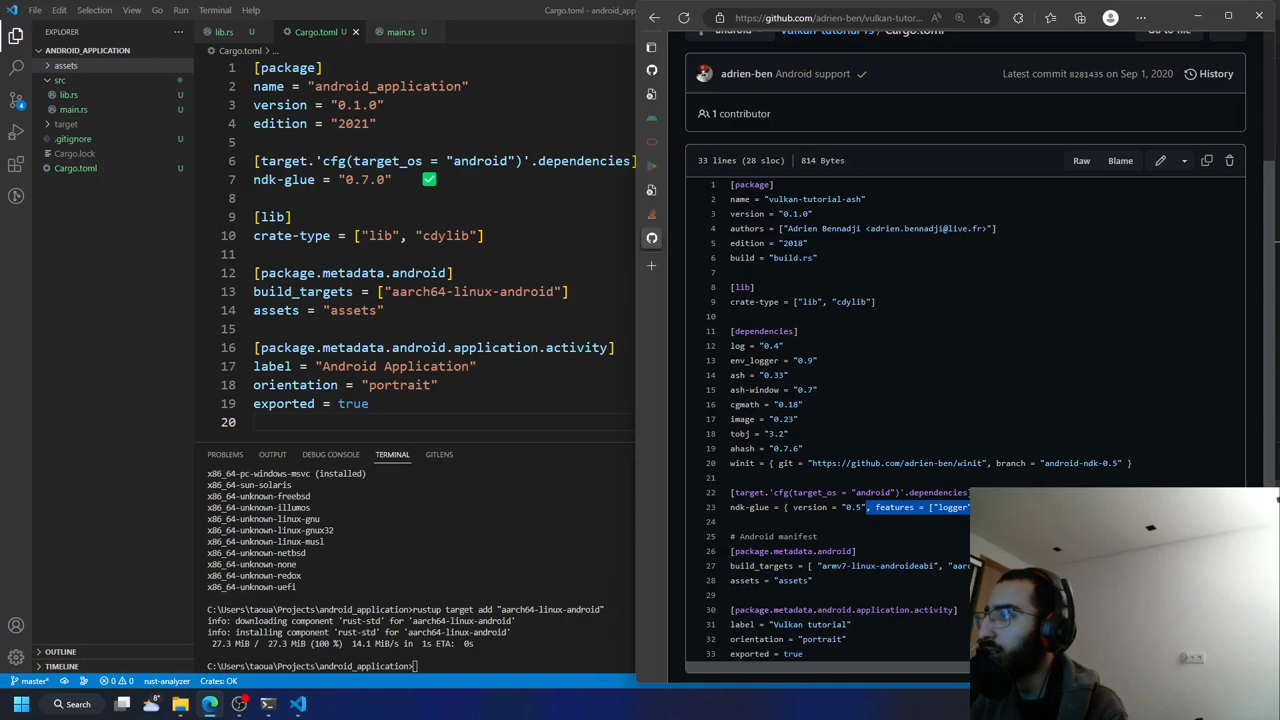 File Edit Selection View Go Run Terminal Help
Cargo.toml - android_ap
EXPLORER
ANDROID_APPLICATION
assets
src
lib.rs U
main.rs U
target
.gitignore U
Cargo.lock
Cargo.toml U
OUTLINE
TIMELINE
4
lib.rs U
Cargo.toml U
main.rs U
Cargo.toml
1 [package]
2 name = "android_application"
3 version = "0.1.0"
4 edition = "2021"
5
6 [target.'cfg(target_os = "android")'.dependencies]
7 ndk-glue = "0.7.0" ✅
8
9 [lib]
10 crate-type = ["lib", "cdylib"]
11
12 [package.metadata.android]
13 build_targets = ["aarch64-linux-android"]
14 assets = "assets"
15
16 [package.metadata.android.application.activity]
17 label = "Android Application"
18 orientation = "portrait"
19 exported = true
20
PROBLEMS OUTPUT DEBUG CONSOLE TERMINAL GITLENS
x86_64-pc-windows-msvc (installed)
x86_64-sun-solaris
x86_64-unknown-freebsd
x86_64-unknown-illumos
x86_64-unknown-linux-gnu
x86_64-unknown-linux-gnux32
x86_64-unknown-linux-musl
x86_64-unknown-netbsd
x86_64-unknown-none
x86_64-unknown-redox
x86_64-unknown-uefi
C:\Users\taoua\Projects\android_application>rustup target add "aarch64-linux-android"
info: downloading component 'rust-std' for 'aarch64-linux-android'
info: installing component 'rust-std' for 'aarch64-linux-android'
27.3 MiB / 27.3 MiB (100 %) 14.1 MiB/s in 1s ETA: 0s
C:\Users\taoua\Projects\android_application>
master* 0 0 rust-analyzer Crates: OK
Search
8°
https://github.com/adrien-ben/vulkan-tutor...
android vulkan-tutorial-rs / Cargo.toml Go to file
adrien-ben Android support Latest commit 8281435 on Sep 1, 2020 History
1 contributor
33 lines (28 sloc) 814 Bytes Raw Blame
1 [package]
2 name = "vulkan-tutorial-ash"
3 version = "0.1.0"
4 authors = ["Adrien Bennadji <adrien.bennadji@live.fr>"]
5 edition = "2018"
6 build = "build.rs"
7
8 [lib]
9 crate-type = ["lib", "cdylib"]
10
11 [dependencies]
12 log = "0.4"
13 env_logger = "0.9"
14 ash = "0.33"
15 ash-window = "0.7"
16 cgmath = "0.18"
17 image = "0.23"
18 tobj = "3.2"
19 ahash = "0.7.6"
20 winit = { git = "https://github.com/adrien-ben/winit", branch = "android-ndk-0.5" }
21
22 [target.'cfg(target_os = "android")'.dependencies]
23 ndk-glue = { version = "0.5", features = ["logger"
24
25 # Android manifest
26 [package.metadata.android]
27 build_targets = [ "armv7-linux-androideabi", "aarc
28 assets = "assets"
29
30 [package.metadata.android.application.activity]
31 label = "Vulkan tutorial"
32 orientation = "portrait"
33 exported = true